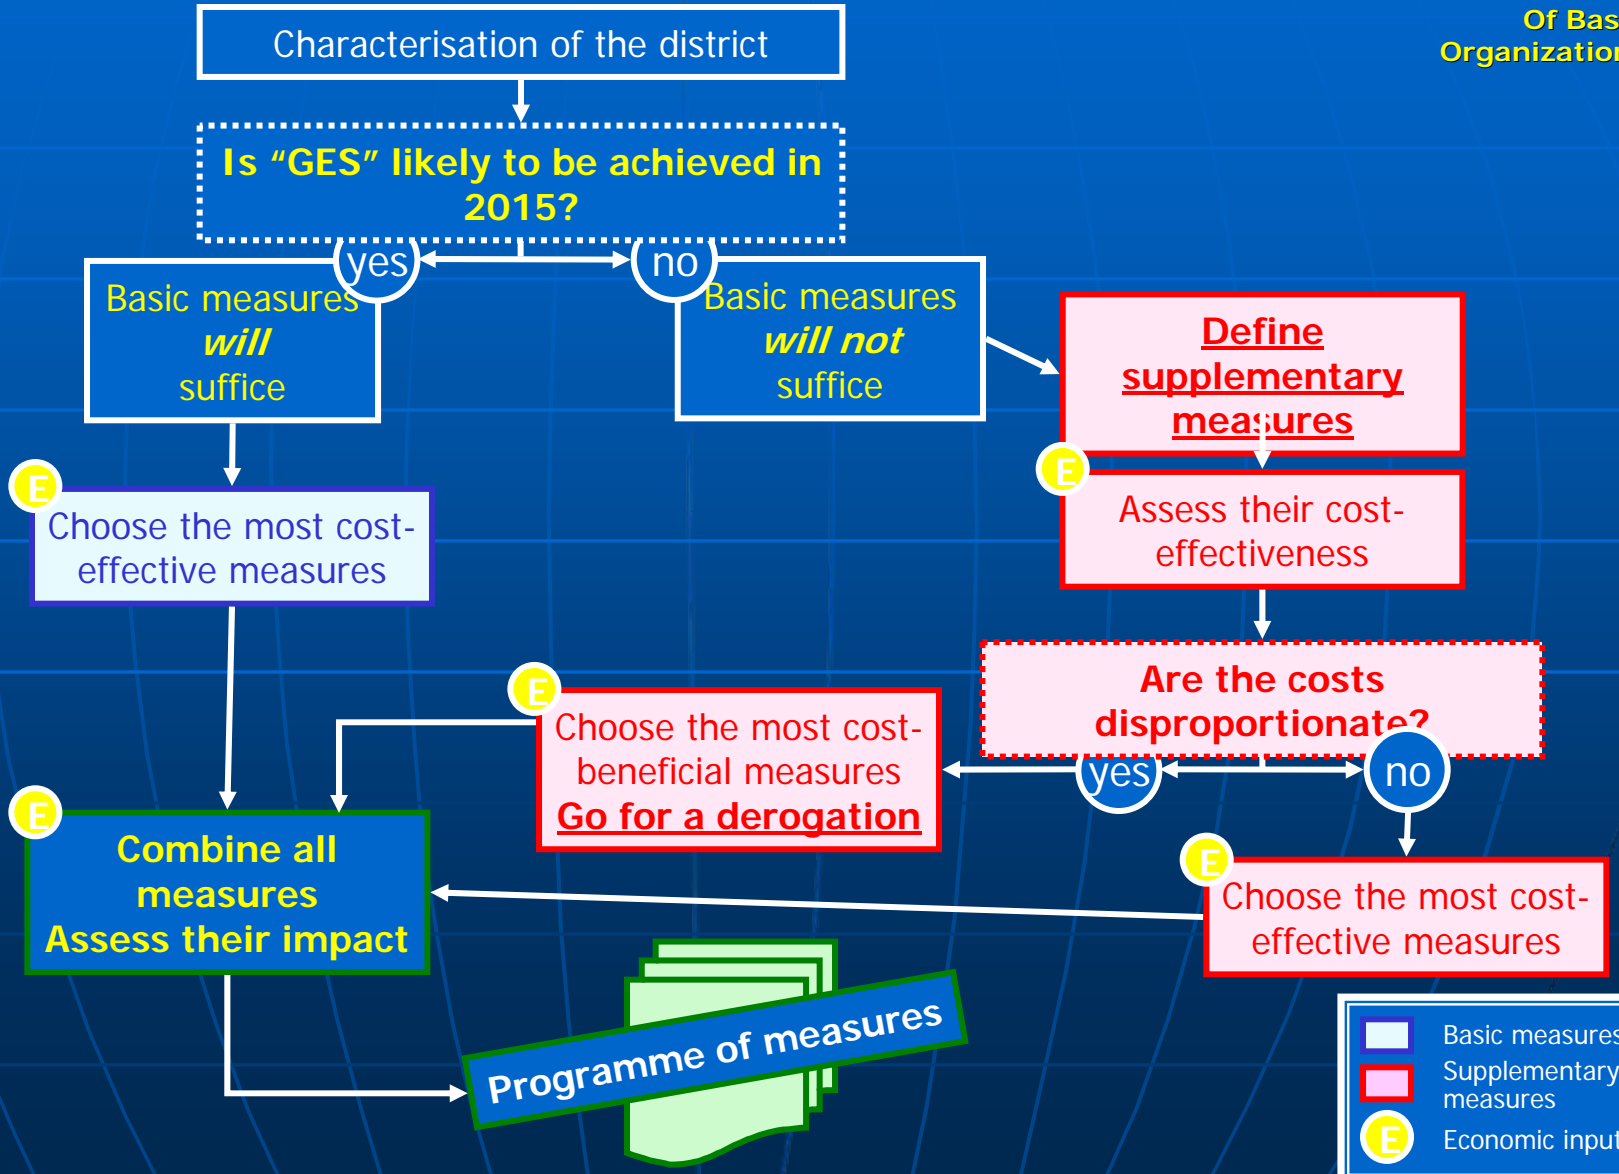 Of Bas
Organization
Characterisation of the district
Is “GES” likely to be achieved in
2015?
yes
no
Basic measures
will
suffice
Basic measures
will not
suffice
Define
supplementary
measures
E
Choose the most cost-
effective measures
E
Assess their cost-
effectiveness
Are the costs
disproportionate?
yes
no
E
Choose the most cost-
beneficial measures
Go for a derogation
E
Combine all
measures
Assess their impact
E
Choose the most cost-
effective measures
Programme of measures
Basic measures
Supplementary
measures
E
Economic input